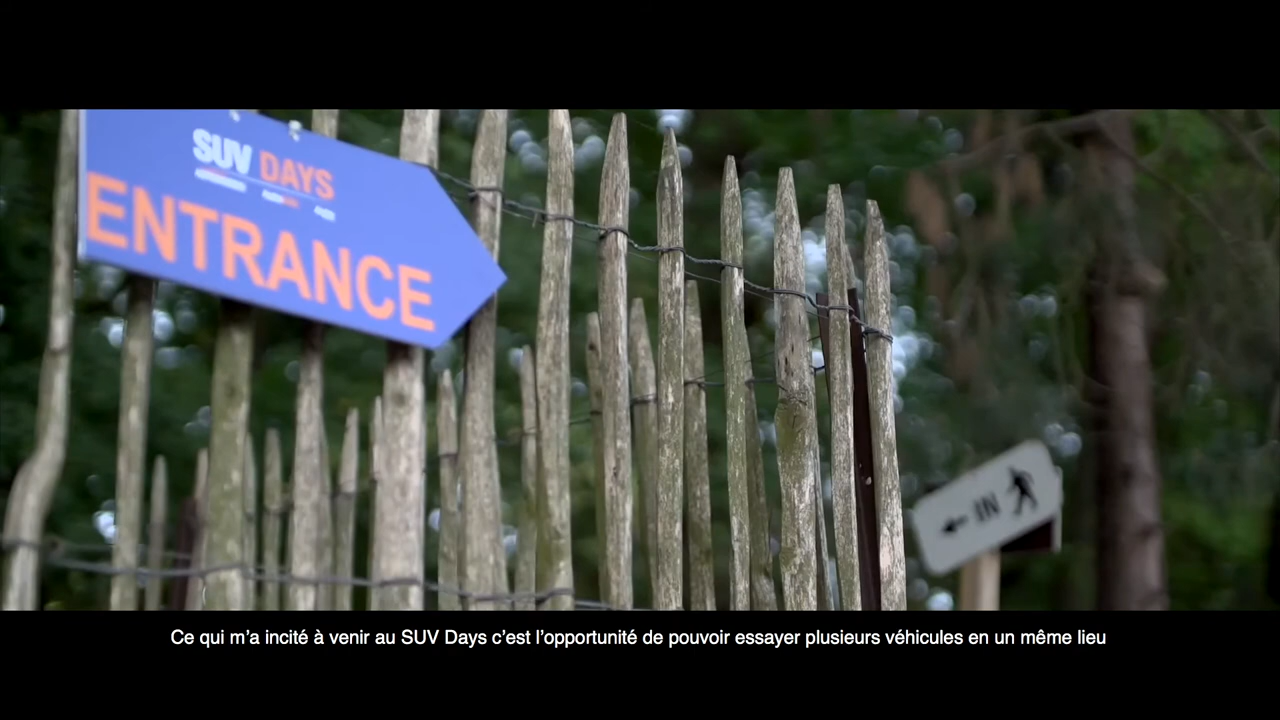 SUV DAYS
ENTRANCE
← IN
Ce qui m’a incité à venir au SUV Days c’est l’opportunité de pouvoir essayer plusieurs véhicules en un même lieu